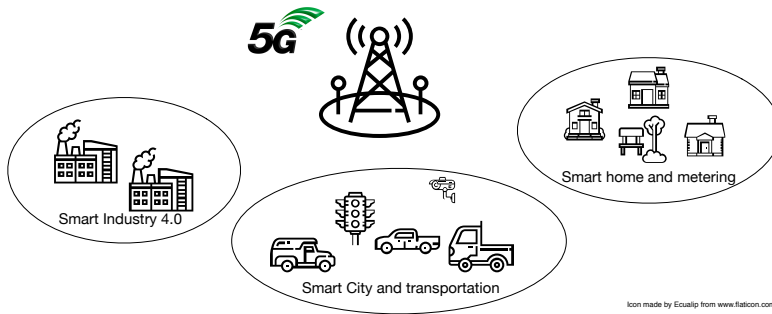 5G
Smart Industry 4.0
Smart City and transportation
Smart home and metering
Icon made by Ecualip from www.flaticon.com